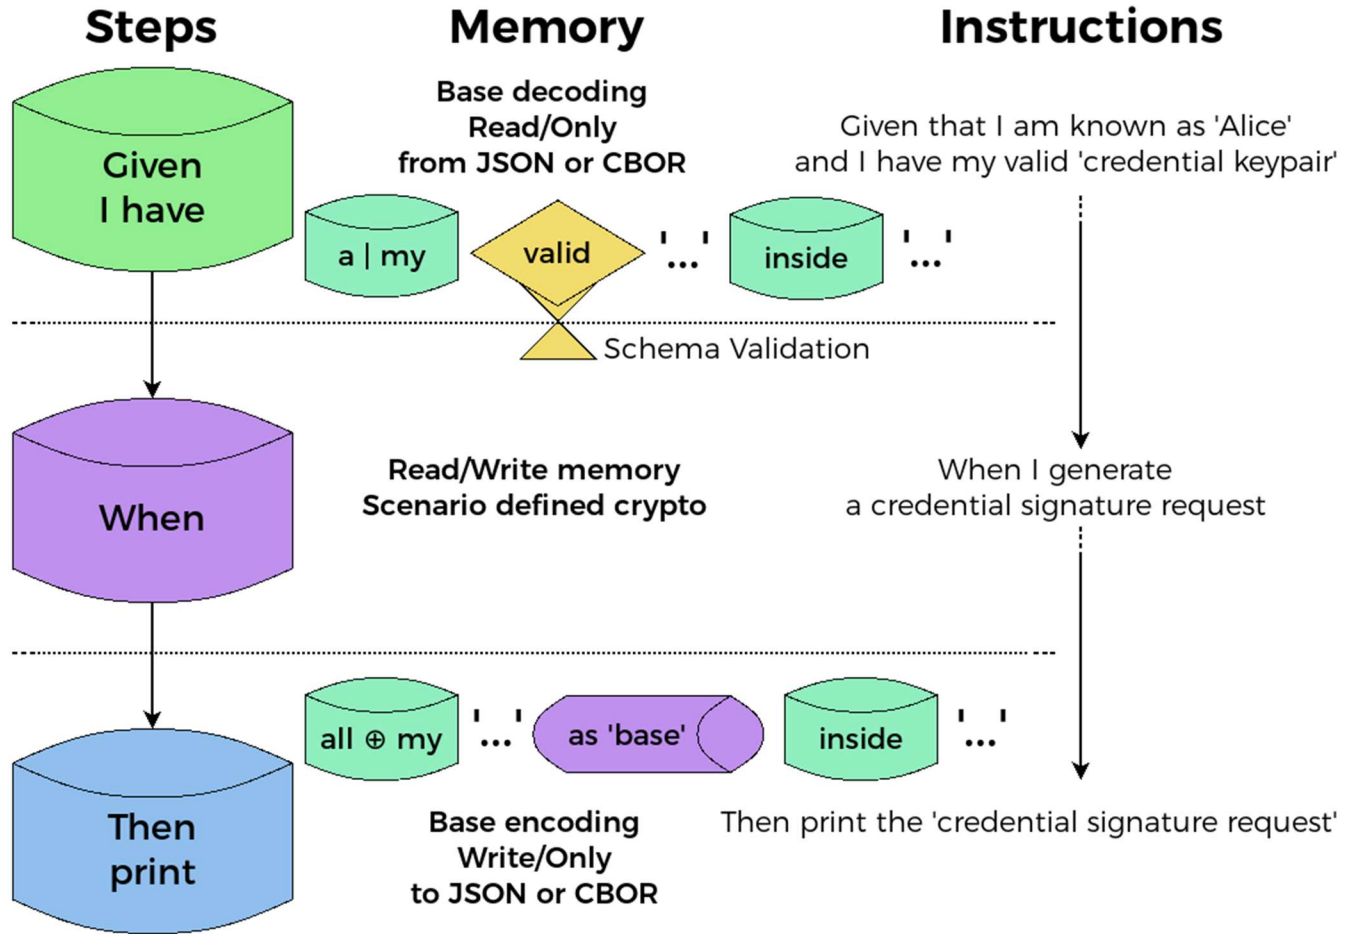 Steps
Memory
Instructions
Given
I have
Base decoding
Read/Only
from JSON or CBOR
Given that I am known as 'Alice'
and I have my valid 'credential keypair'
a | my
valid
'...'
inside
'...'
Schema Validation
When
Read/Write memory
Scenario defined crypto
When I generate
a credential signature request
all ⊕ my
'...'
as 'base'
inside
'...'
Then
print
Base encoding
Write/Only
to JSON or CBOR
Then print the 'credential signature request'